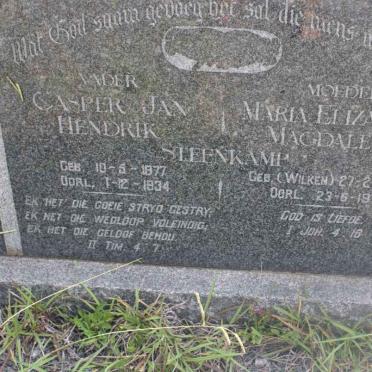 Wat God saam gevoeg het sal die mens n
VADER
CASPER JAN
HENDRIK
MOEDE
MARIA ELIZA
MAGDALE
STEENKAMP
GEB. 10-5-1877
OORL. 1-12-1934
GEB. (WILKEN) 27-2
OORL. 23-6-19
EK HET DIE GOEIE STRYD GESTRY,
EK HET DIE WEDLOOP VOLEINDIG,
EK HET DIE GELOOF BEHOU.
II TIM. 4.7.
GOD IS LIEFDE
I JOH. 4.16